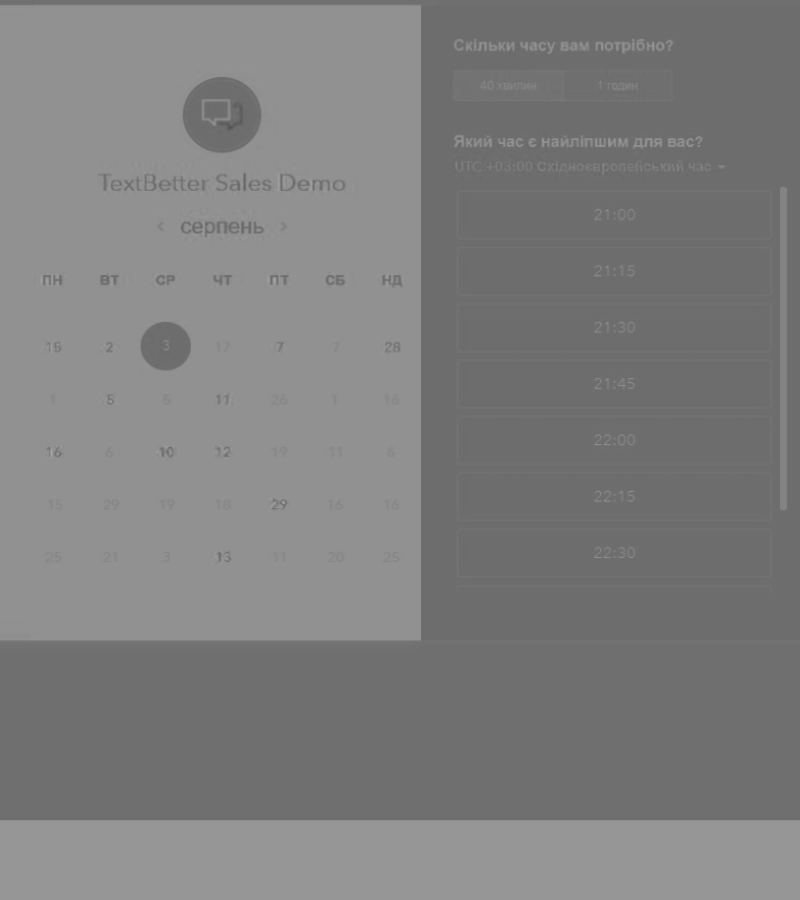 TextBetter Sales Demo
< серпень >
ПН ВТ СР ЧТ ПТ СБ НД
15 2 3 17 7 7 28
1 5 5 11 26 1 16
16 6 10 12 19 11 6
15 29 19 18 29 16 16
25 21 3 13 11 20 25
Скільки часу вам потрібно?
40 хвилин 1 годин
Який час є найліпшим для вас?
UTC +03:00 Східноєвропейський час
21:00
21:15
21:30
21:45
22:00
22:15
22:30